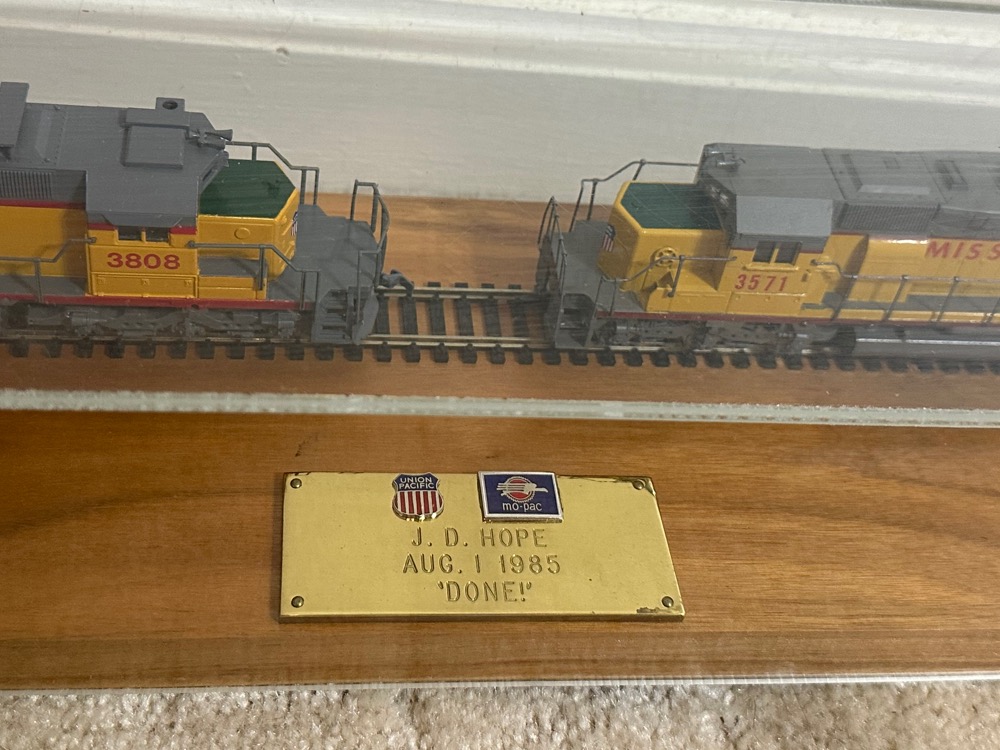 3808
3571
MISS
UNION
PACIFIC
mo-pac
J. D. HOPE
AUG. 1 1985
"DONE!"